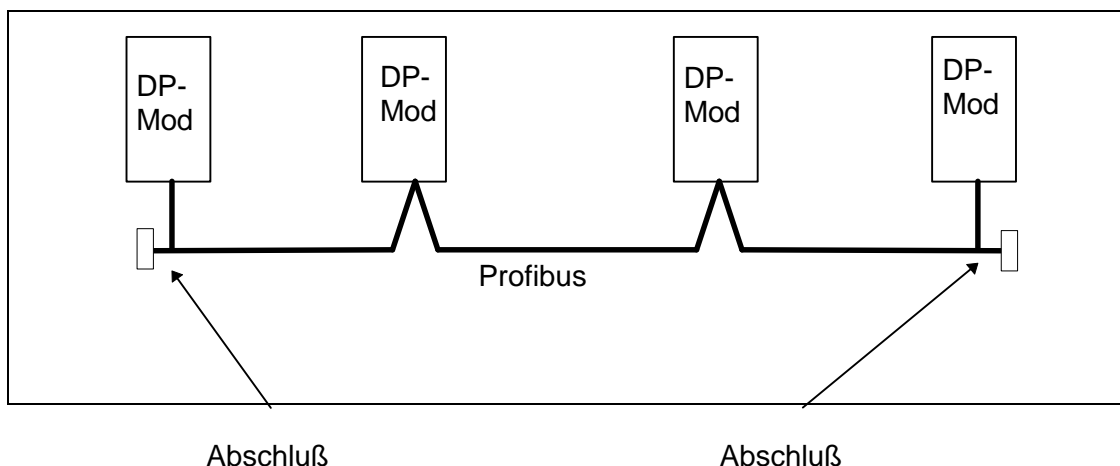 DP-
Mod
DP-
Mod
DP-
Mod
DP-
Mod
Profibus
Abschluß
Abschluß